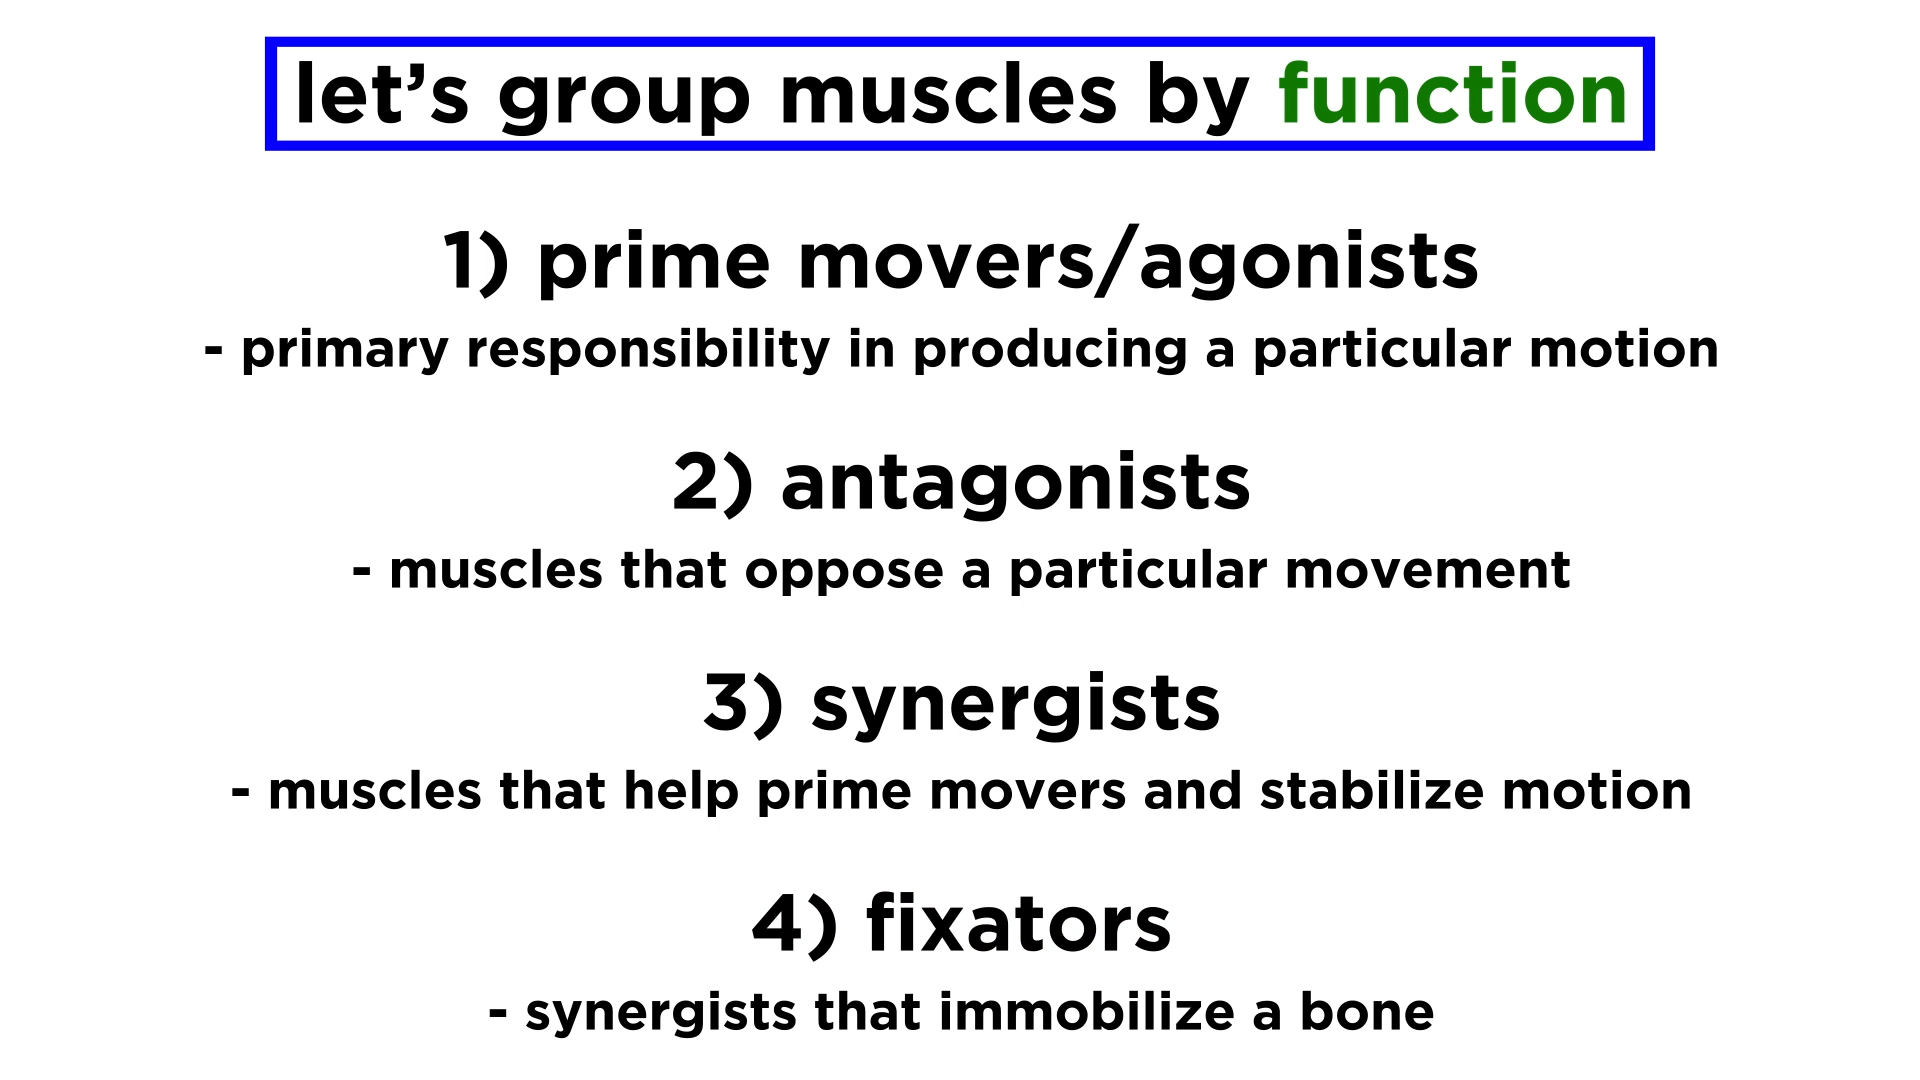 let’s group muscles by function
1) prime movers/agonists
- primary responsibility in producing a particular motion
2) antagonists
- muscles that oppose a particular movement
3) synergists
- muscles that help prime movers and stabilize motion
4) fixators
- synergists that immobilize a bone